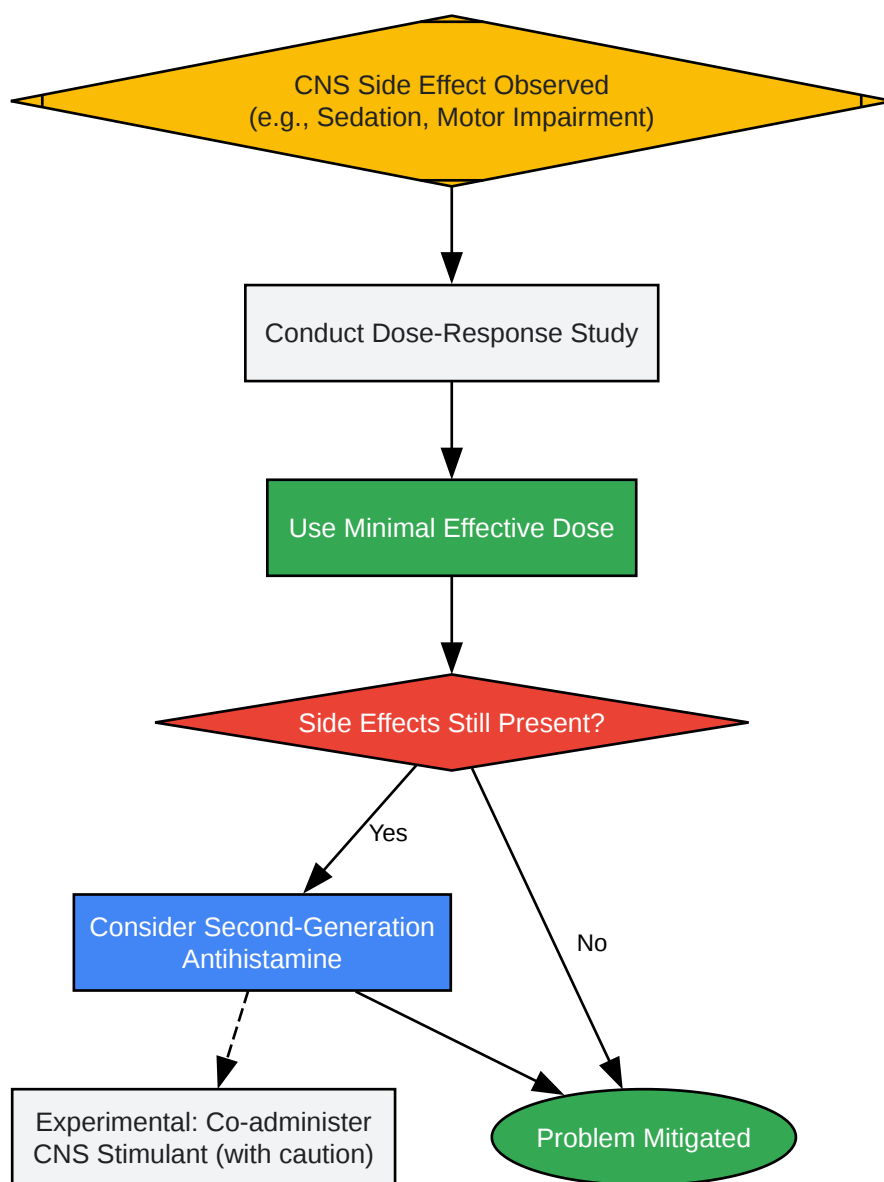 CNS Side Effect Observed
(e.g., Sedation, Motor Impairment)
Conduct Dose-Response Study
Use Minimal Effective Dose
Side Effects Still Present?
Yes
Consider Second-Generation
Antihistamine
No
Experimental: Co-administer
CNS Stimulant (with caution)
Problem Mitigated